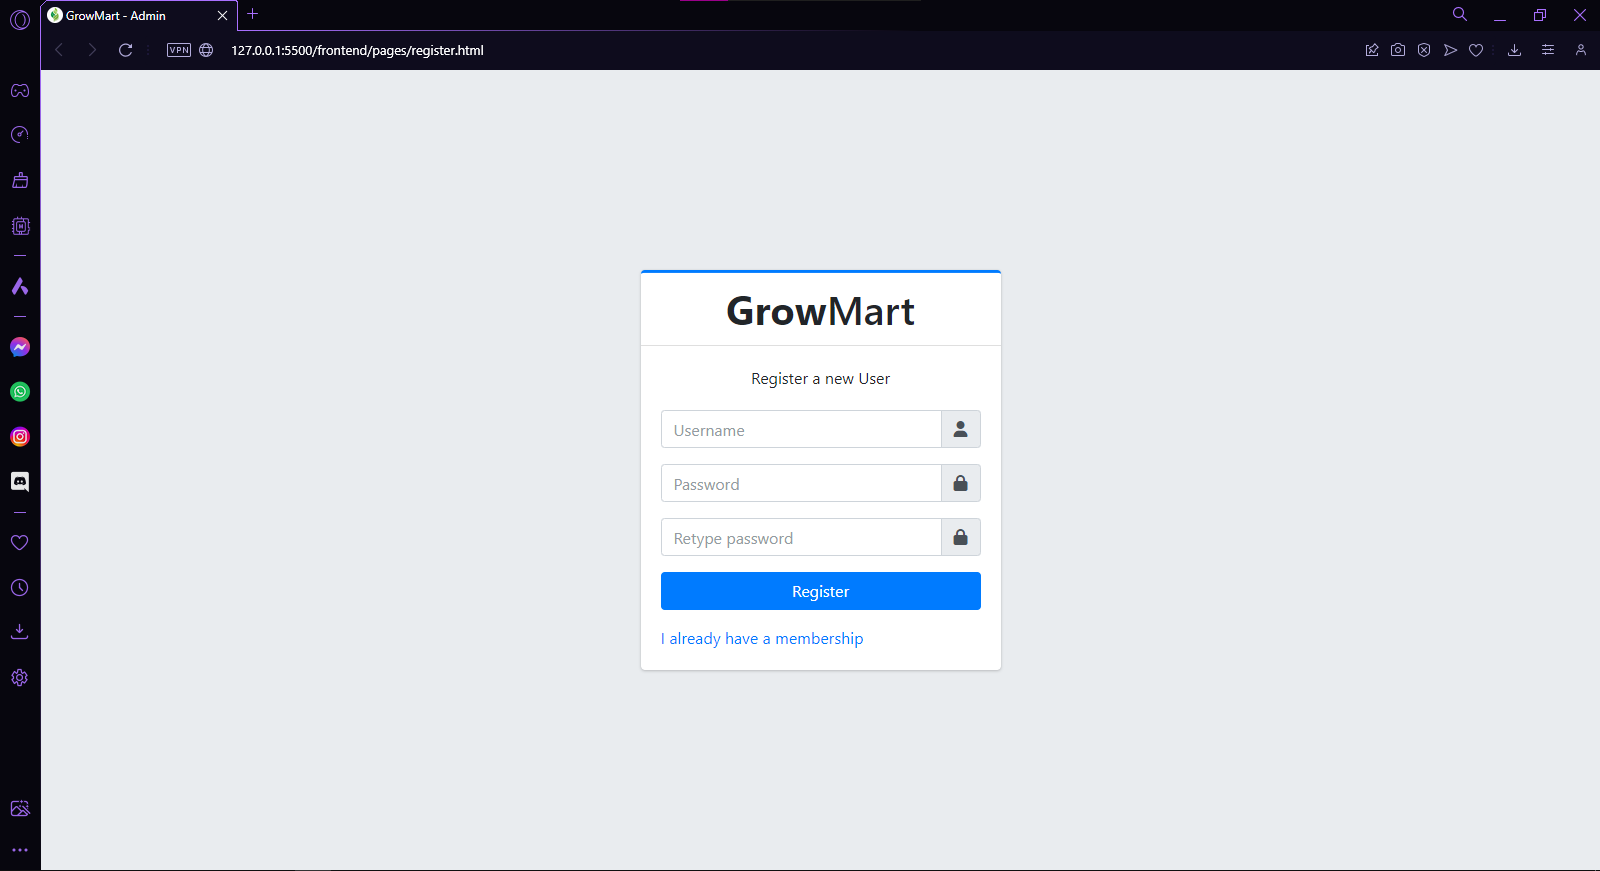 GrowMart - Admin
VPN
127.0.0.1:5500/frontend/pages/register.html
GrowMart
Register a new User
Username
Password
Retype password
Register
I already have a membership